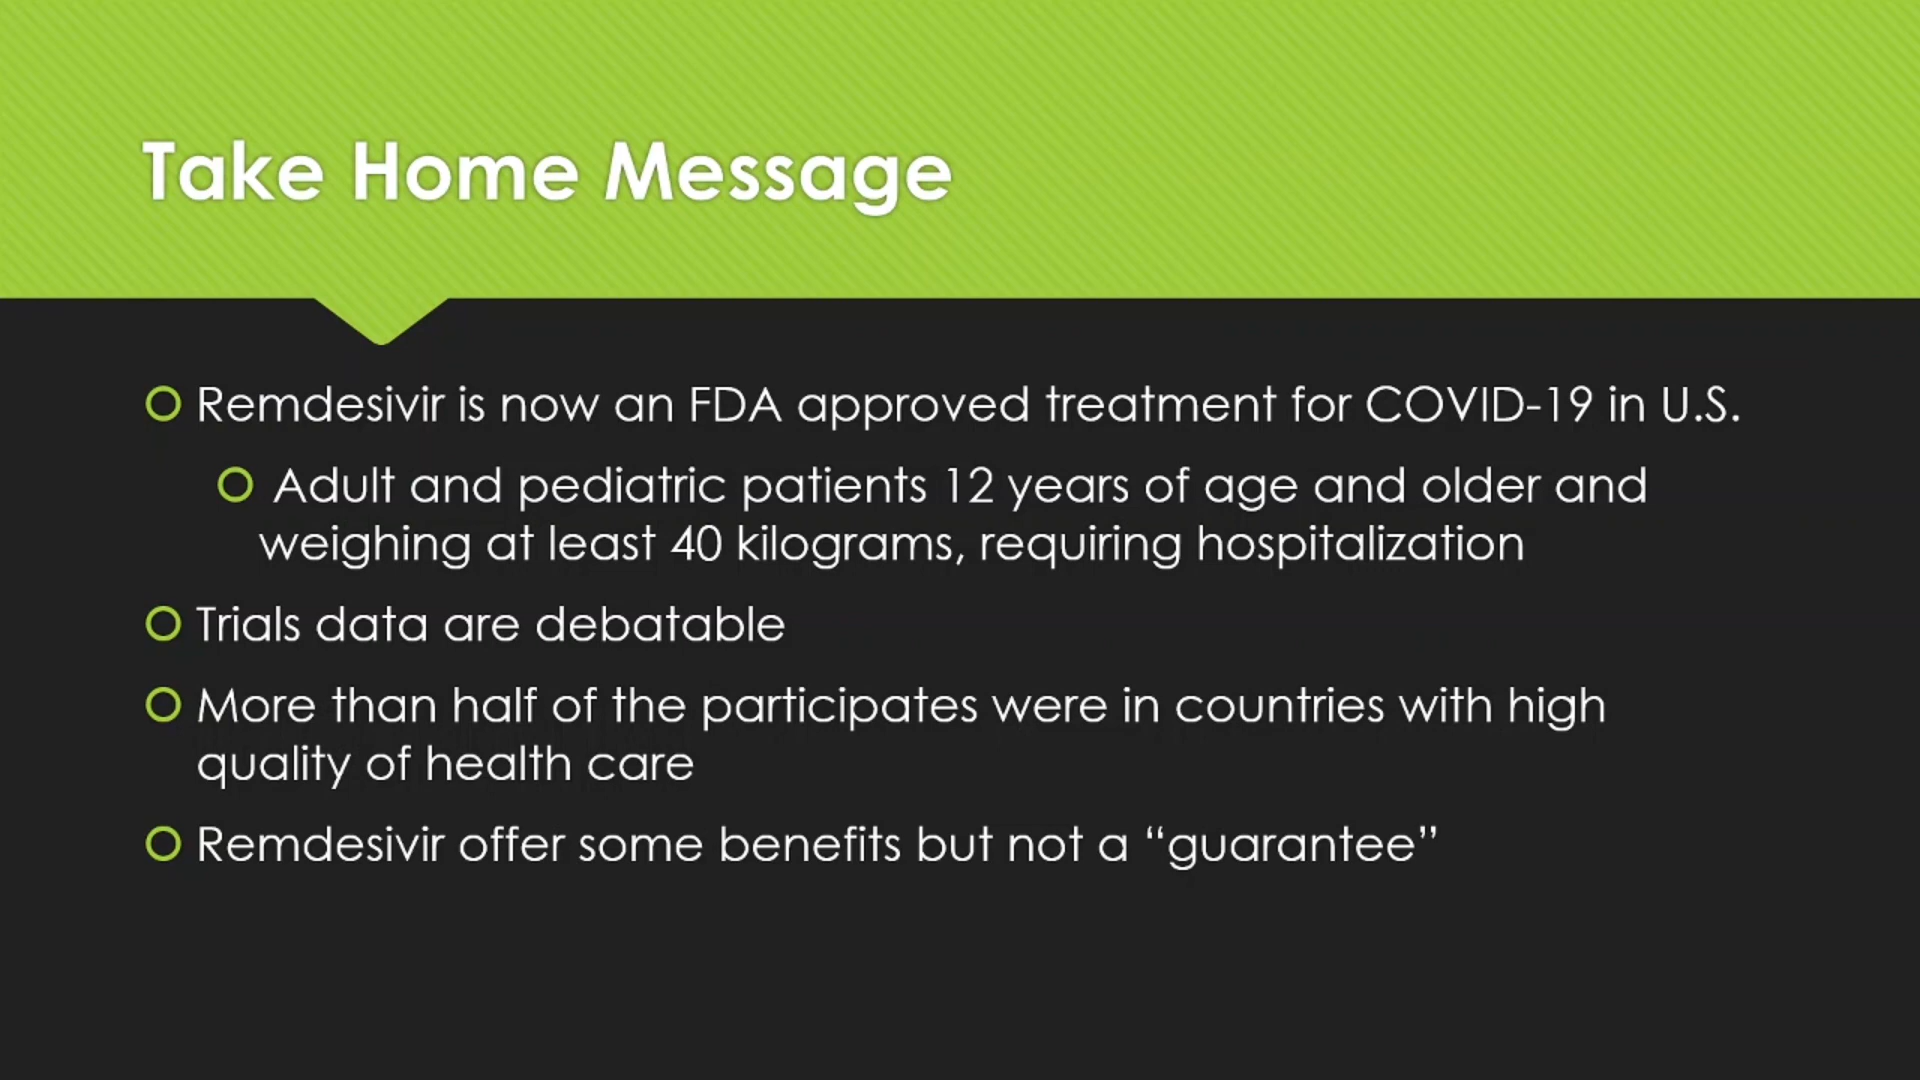 Take Home Message
Remdesivir is now an FDA approved treatment for COVID-19 in U.S.
Adult and pediatric patients 12 years of age and older and
weighing at least 40 kilograms, requiring hospitalization
Trials data are debatable
More than half of the participates were in countries with high
quality of health care
Remdesivir offer some benefits but not a “guarantee”